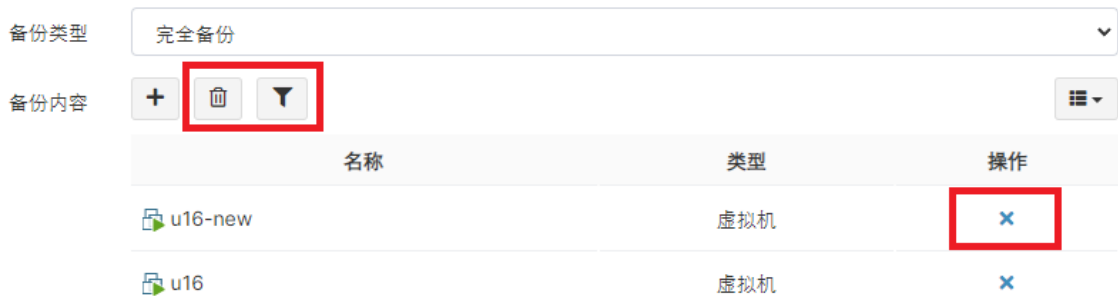 备份类型 完全备份
备份内容
名称 类型 操作
u16-new 虚拟机
u16 虚拟机